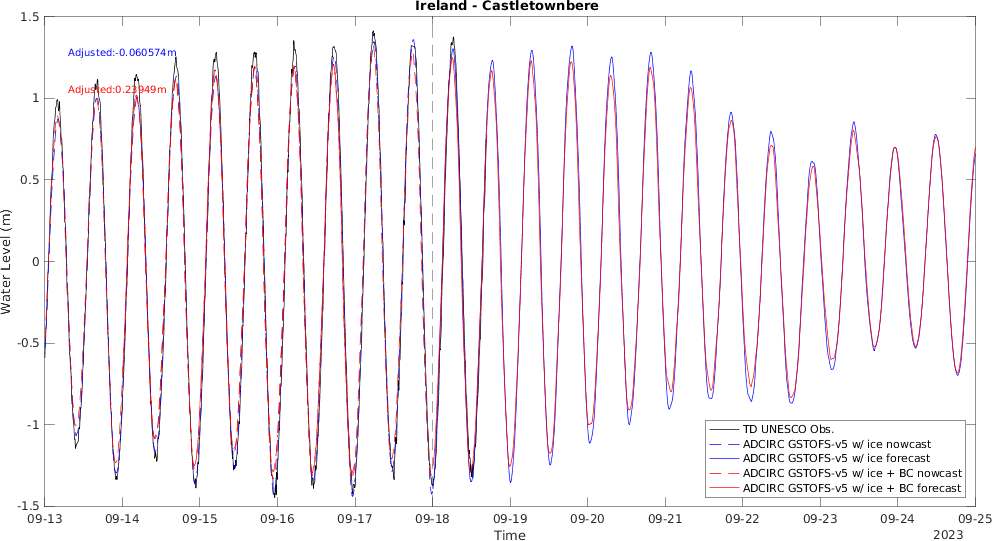 Ireland - Castletownbere
1.5
1
0.5
0
-0.5
-1
-1.5
Water Level (m)
Adjusted:-0.060574m
Adjusted:0.23949m
TD UNESCO Obs.
ADCIRC GSTOFS-v5 w/ ice nowcast
ADCIRC GSTOFS-v5 w/ ice forecast
ADCIRC GSTOFS-v5 w/ ice + BC nowcast
ADCIRC GSTOFS-v5 w/ ice + BC forecast
09-13 09-14 09-15 09-16 09-17 09-18 09-19 09-20 09-21 09-22 09-23 09-24 09-25
Time
2023